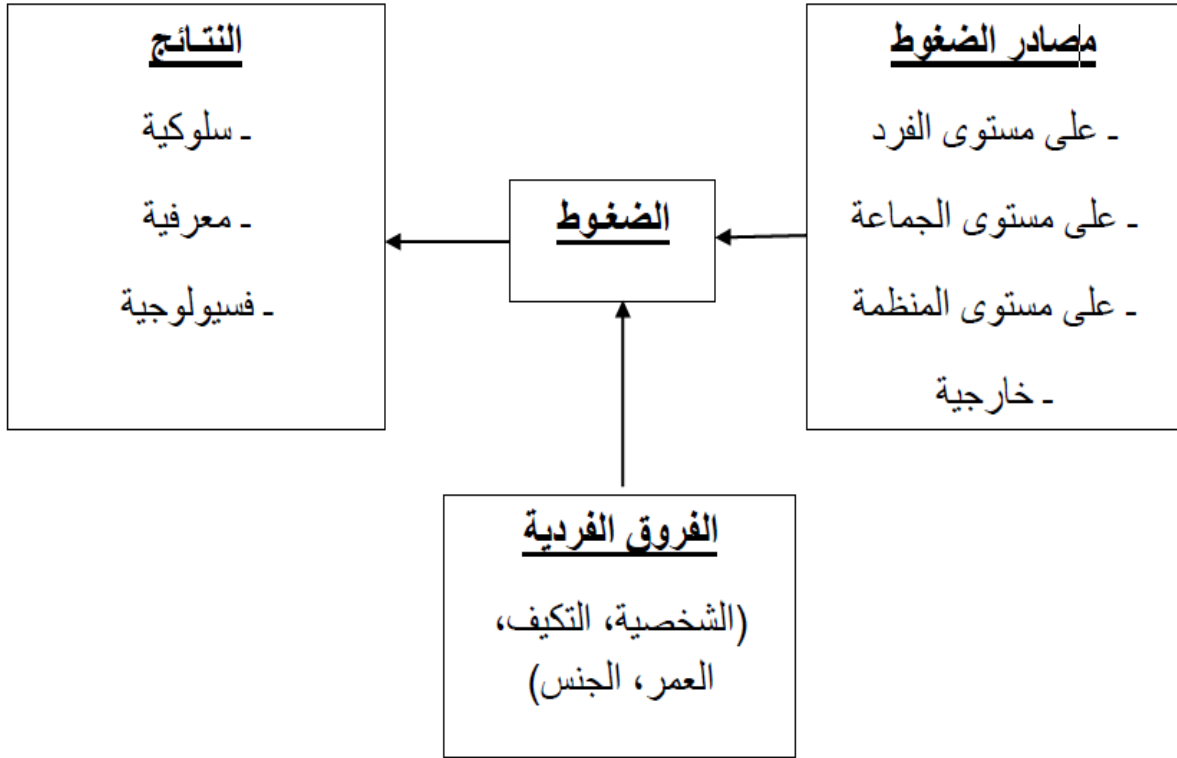 مصادر الضغوط
ـ على مستوى الفرد
ـ على مستوى الجماعة
ـ على مستوى المنظمة
ـ خارجية
الضغوط
النتائج
ـ سلوكية
ـ معرفية
ـ فسيولوجية
الفروق الفردية
(الشخصية، التكيف،
العمر، الجنس)